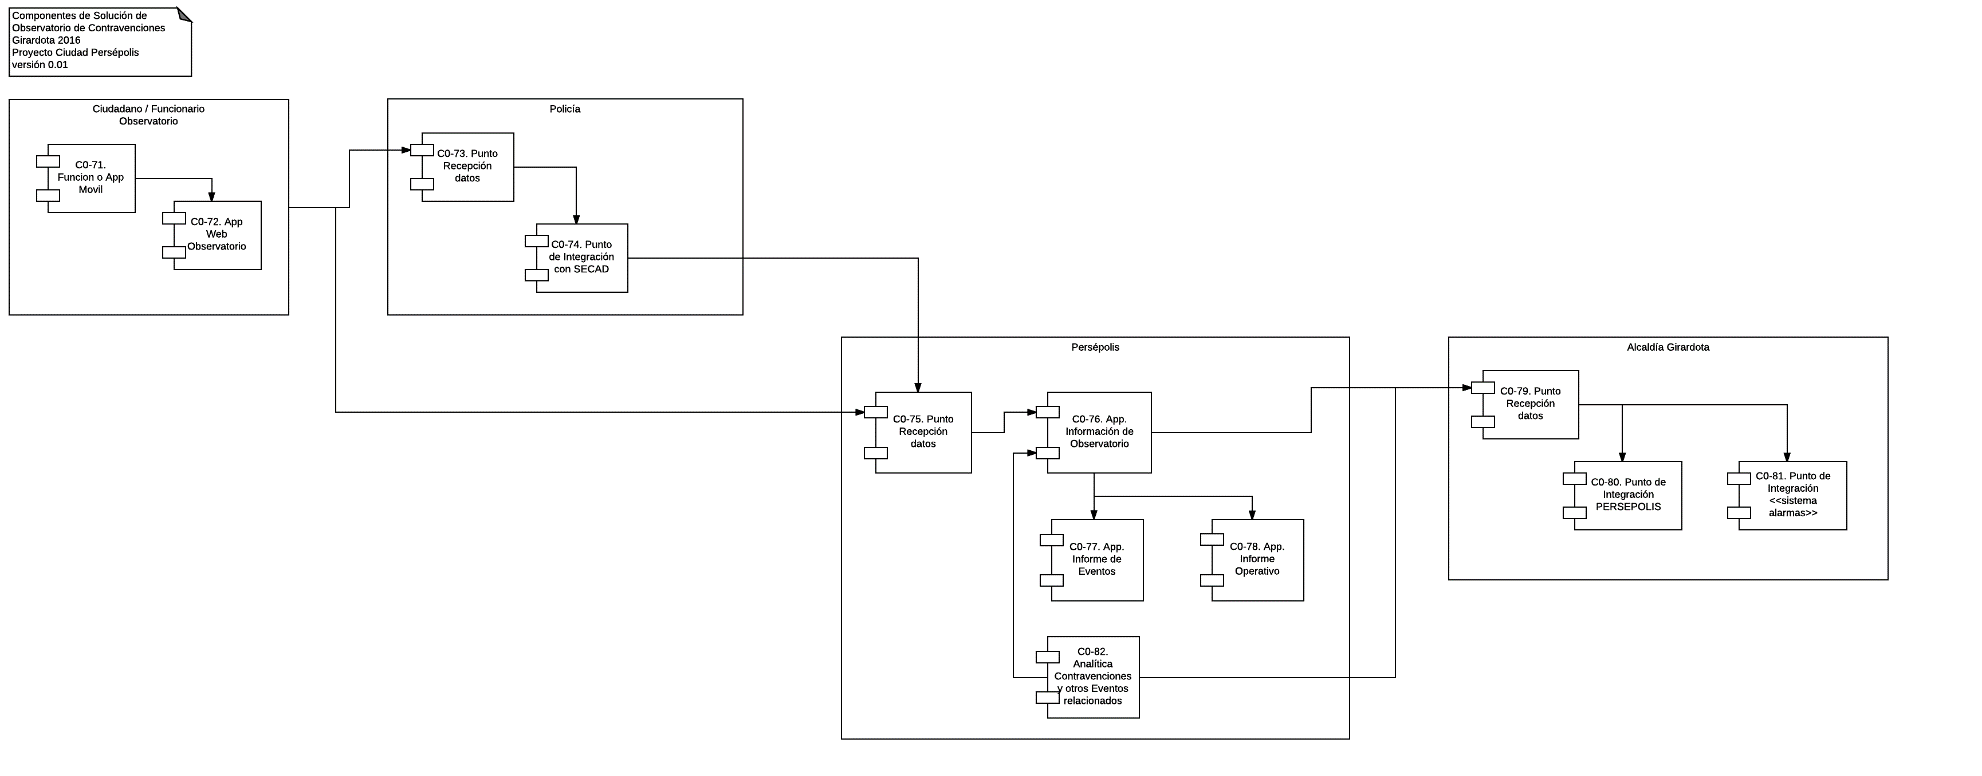 Componentes de Solución de
Observatorio de Contravenciones
Girardota 2016
Proyecto Ciudad Persépolis
versión 0.01
Ciudadano / Funcionario
Observatorio
C0-71.
Funcion o App
Movil
C0-72. App
Web
Observatorio
Policía
C0-73. Punto
Recepción
datos
C0-74. Punto
de Integración
con SECAD
Persépolis
C0-75. Punto
Recepción
datos
C0-76. App.
Información de
Observatorio
C0-77. App.
Informe de
Eventos
C0-78. App.
Informe
Operativo
C0-82.
Analítica
Contravenciones
y otros Eventos
relacionados
Alcaldía Girardota
C0-79. Punto
Recepción
datos
C0-80. Punto de
Integración
PERSEPOLIS
C0-81. Punto de
Integración
<<sistema
alarmas>>